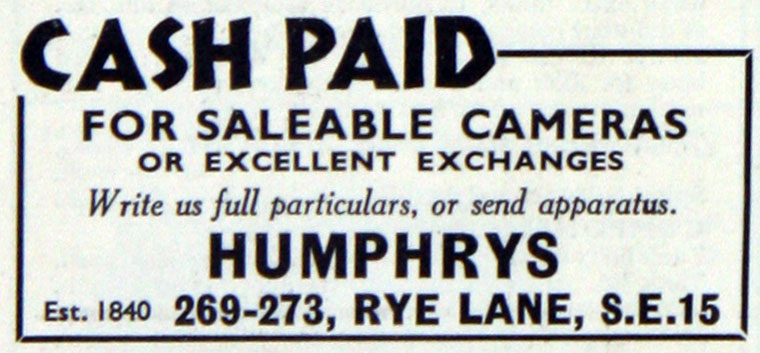 CASH PAID
FOR SALEABLE CAMERAS
OR EXCELLENT EXCHANGES
Write us full particulars, or send apparatus.
HUMPHRYS
Est. 1840 269-273, RYE LANE, S.E.15